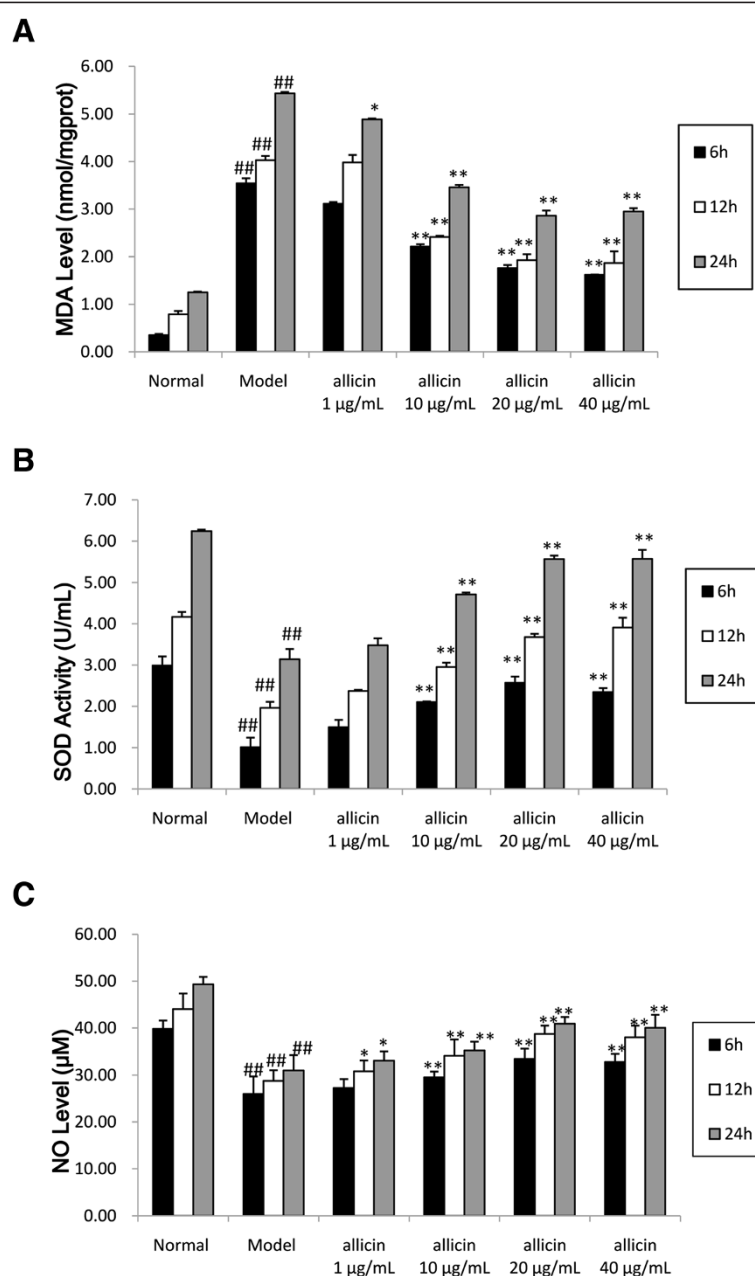 A
MDA Level (nmol/mgprot)
6.00
5.00
4.00
3.00
2.00
1.00
0.00
## ## ##
*
** ** **
** ** **
** ** **
Normal Model allicin allicin allicin allicin
1 µg/mL 10 µg/mL 20 µg/mL 40 µg/mL
6h
12h
24h
B
SOD Activity (U/mL)
7.00
6.00
5.00
4.00
3.00
2.00
1.00
0.00
## ## ##
** ** **
** ** **
** ** **
Normal Model allicin allicin allicin allicin
1 µg/mL 10 µg/mL 20 µg/mL 40 µg/mL
6h
12h
24h
C
NO Level (µM)
60.00
50.00
40.00
30.00
20.00
10.00
0.00
## ## ##
* *
** ** **
** ** **
** ** **
Normal Model allicin allicin allicin allicin
1 µg/mL 10 µg/mL 20 µg/mL 40 µg/mL
6h
12h
24h